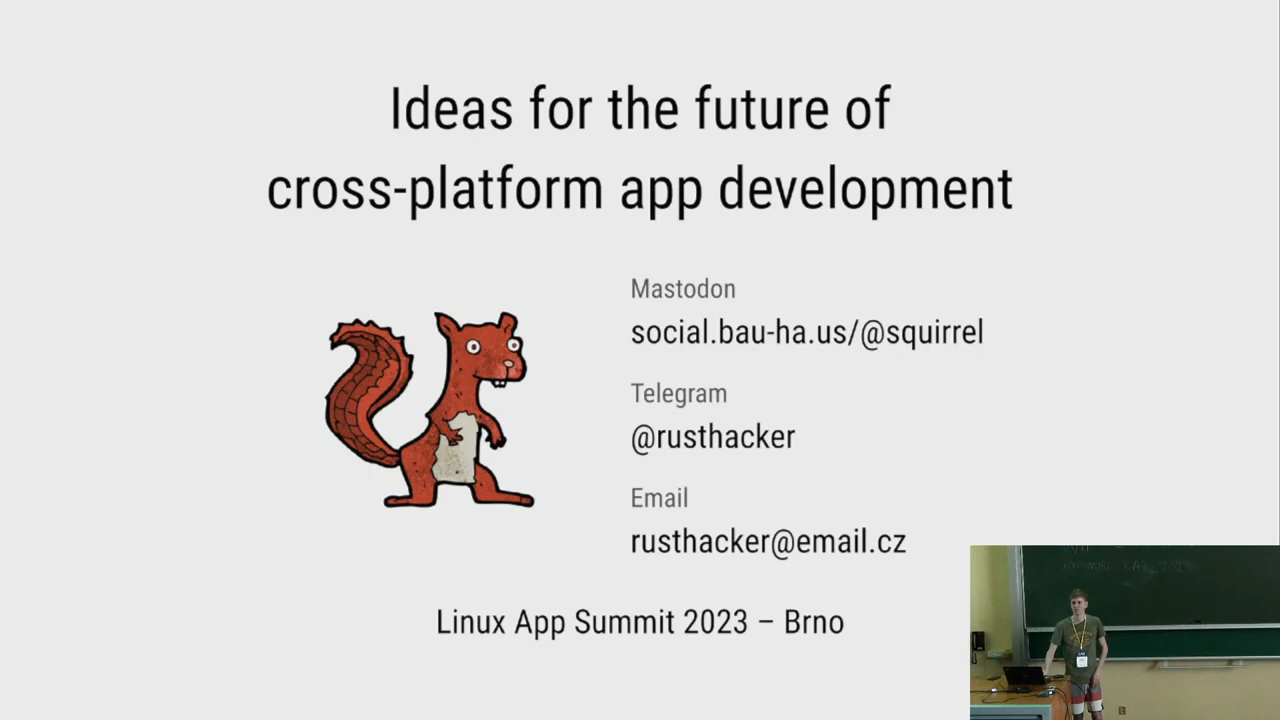 Ideas for the future of
cross-platform app development
Mastodon
social.bau-ha.us/@squirrel
Telegram
@rusthacker
Email
rusthacker@email.cz
Linux App Summit 2023 – Brno